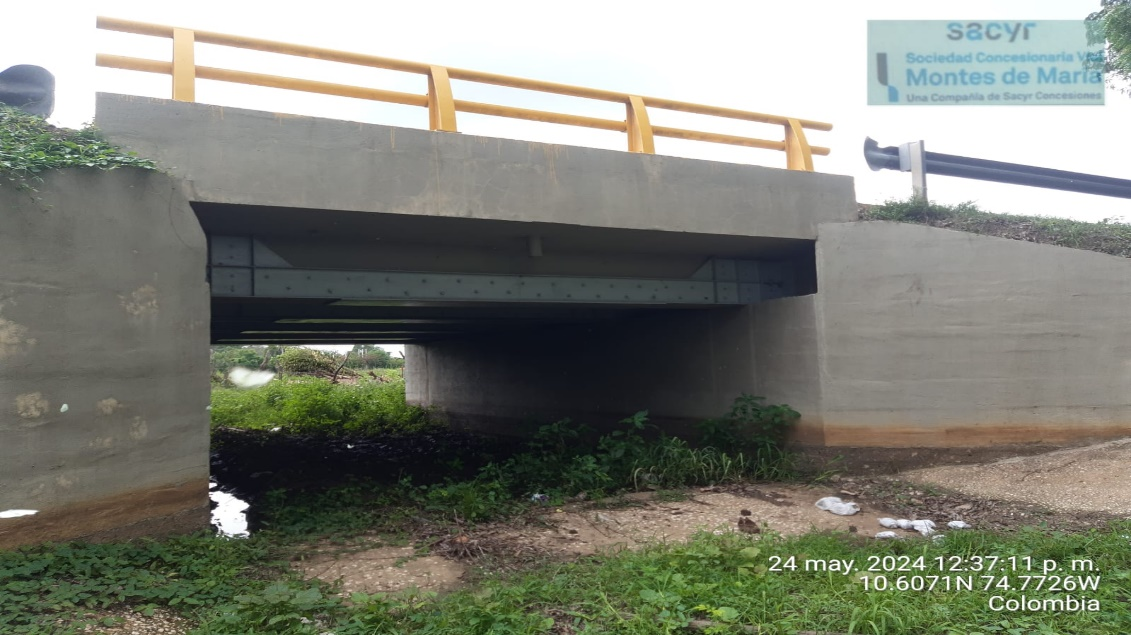 sacyr
Sociedad Concesionaria Vial
Montes de María
Una Compañía de Sacyr Concesiones
24 may. 2024 12:37:11 p. m.
10.6071N 74.7726W
Colombia